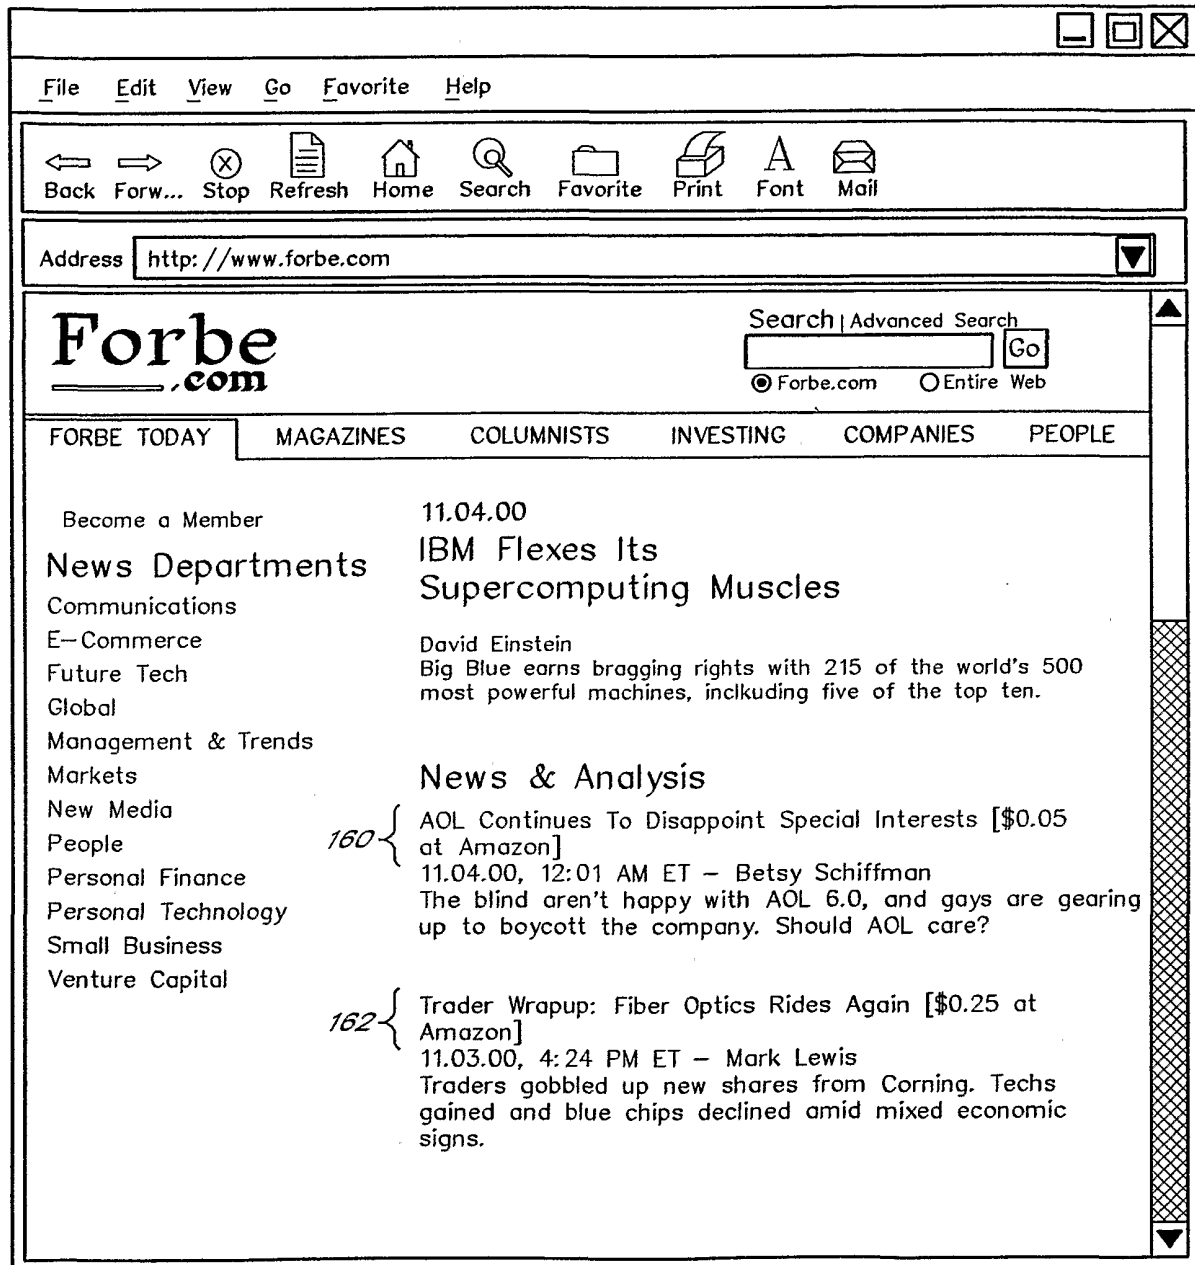 File Edit View Go Favorite Help
Back Forw... Stop Refresh Home Search Favorite Print A Font Mail
Address http://www.forbe.com
Forbe
.com
Search | Advanced Search
Go
Forbe.com Entire Web
FORBE TODAY MAGAZINES COLUMNISTS INVESTING COMPANIES PEOPLE
Become a Member
News Departments
Communications
E-Commerce
Future Tech
Global
Management & Trends
Markets
New Media
People
Personal Finance
Personal Technology
Small Business
Venture Capital
11.04.00
IBM Flexes Its
Supercomputing Muscles
David Einstein
Big Blue earns bragging rights with 215 of the world's 500
most powerful machines, inclkuding five of the top ten.
News & Analysis
160
AOL Continues To Disappoint Special Interests [$0.05
at Amazon]
11.04.00, 12:01 AM ET – Betsy Schiffman
The blind aren't happy with AOL 6.0, and gays are gearing
up to boycott the company. Should AOL care?
162
Trader Wrapup: Fiber Optics Rides Again [$0.25 at
Amazon]
11.03.00, 4:24 PM ET – Mark Lewis
Traders gobbled up new shares from Corning. Techs
gained and blue chips declined amid mixed economic
signs.